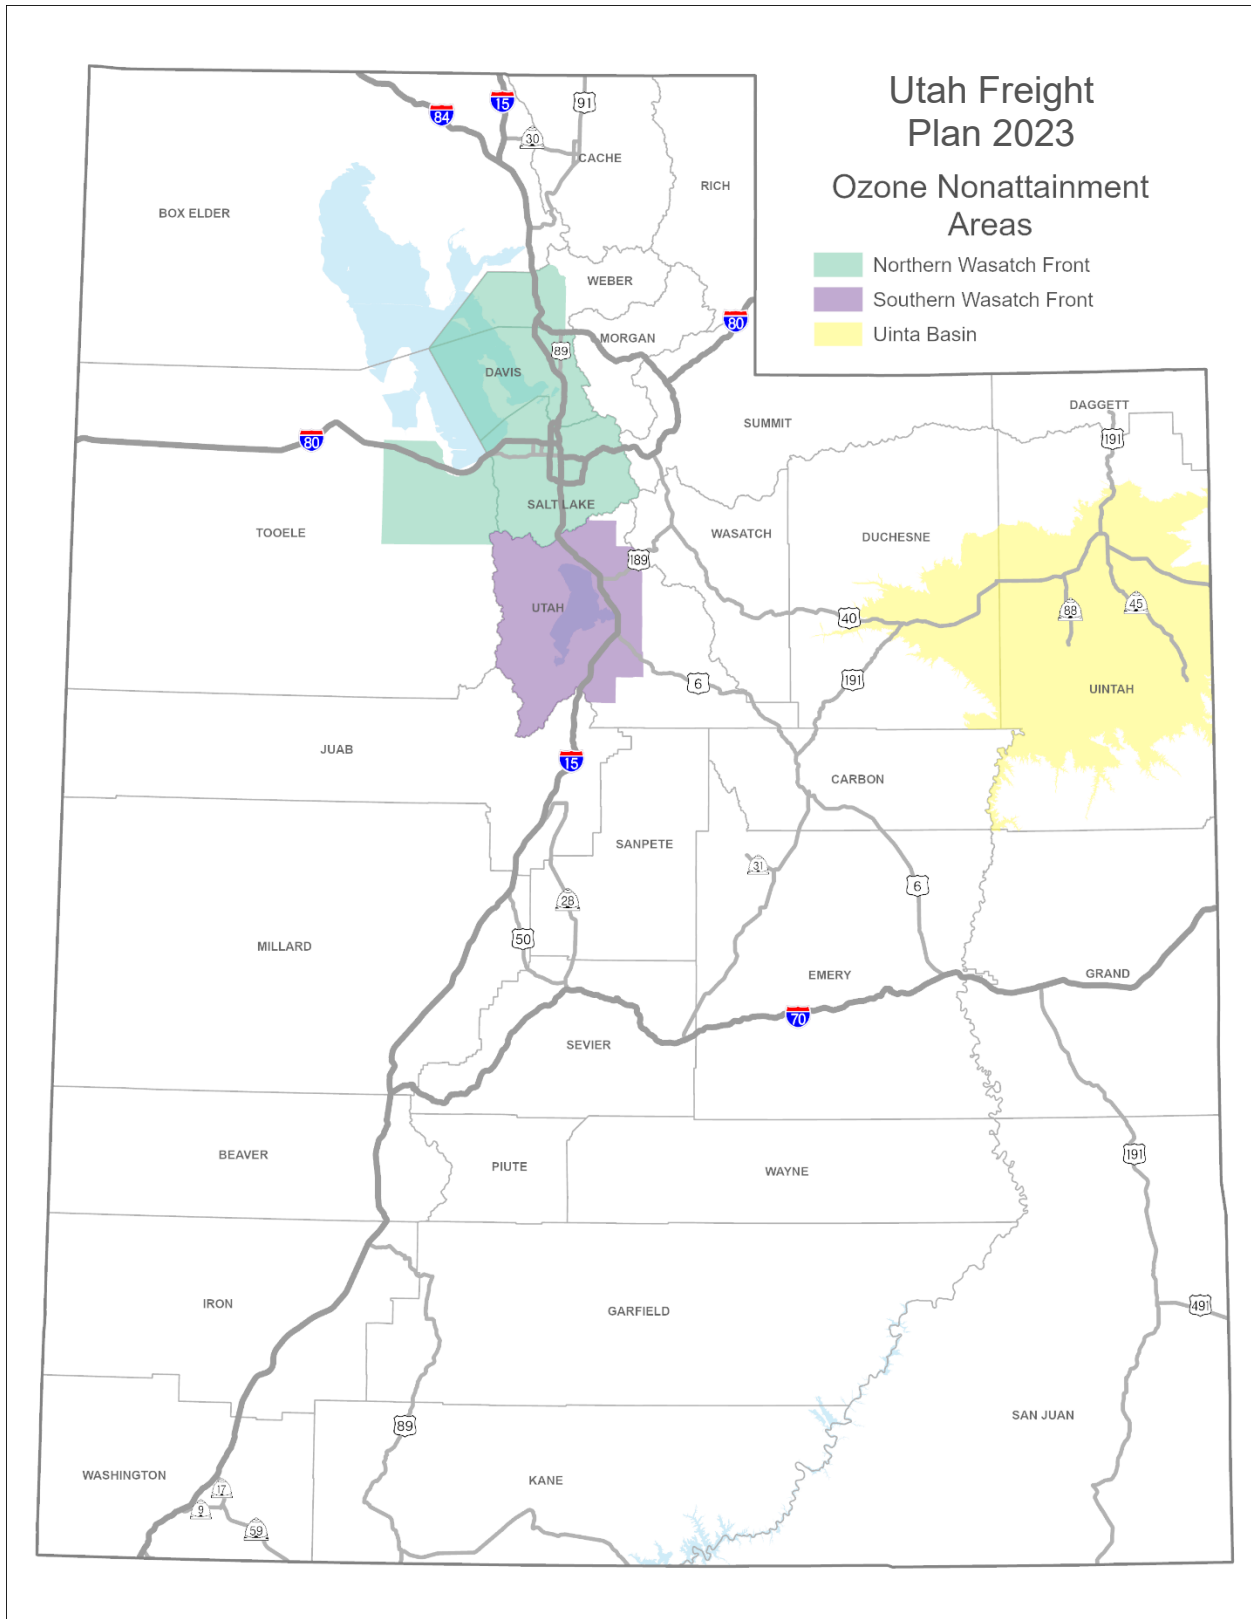 Utah Freight
Plan 2023
Ozone Nonattainment
Areas
Northern Wasatch Front
Southern Wasatch Front
Uinta Basin
84
15
91
30
CACHE
RICH
BOX ELDER
WEBER
80
MORGAN
89
DAVIS
DAGGETT
SUMMIT
191
80
SALT LAKE
TOOELE
WASATCH
DUCHESNE
189
UTAH
88
45
40
6
191
UINTAH
JUAB
15
CARBON
SANPETE
31
6
28
50
MILLARD
EMERY
GRAND
70
SEVIER
BEAVER
191
PIUTE
WAYNE
IRON
491
GARFIELD
89
SAN JUAN
WASHINGTON
KANE
17
9
59